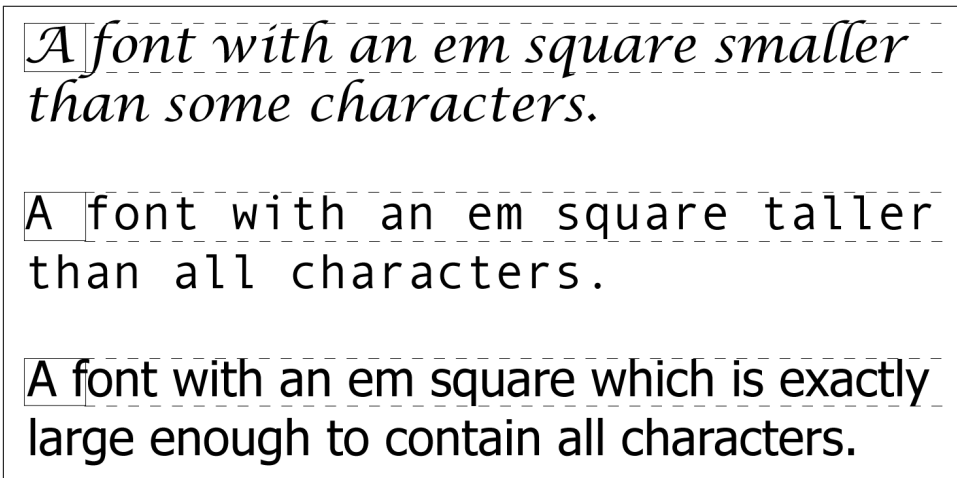 A font with an em square smaller
than some characters.
A font with an em square taller
than all characters.
A font with an em square which is exactly
large enough to contain all characters.